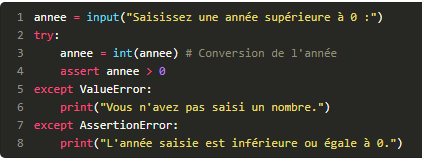 1 annee = input("Saisissez une année supérieure à 0 :")
2 try:
3     annee = int(annee) # Conversion de l'année
4     assert annee > 0
5 except ValueError:
6     print("Vous n'avez pas saisi un nombre.")
7 except AssertionError:
8     print("L'année saisie est inférieure ou égale à 0.")